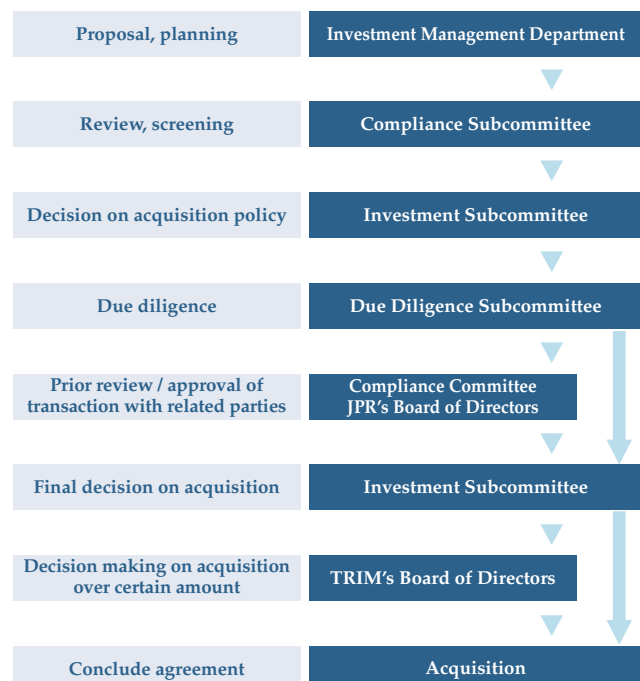 Proposal, planning
Investment Management Department
Review, screening
Compliance Subcommittee
Decision on acquisition policy
Investment Subcommittee
Due diligence
Due Diligence Subcommittee
Prior review / approval of
transaction with related parties
Compliance Committee
JPR's Board of Directors
Final decision on acquisition
Investment Subcommittee
Decision making on acquisition
over certain amount
TRIM's Board of Directors
Conclude agreement
Acquisition